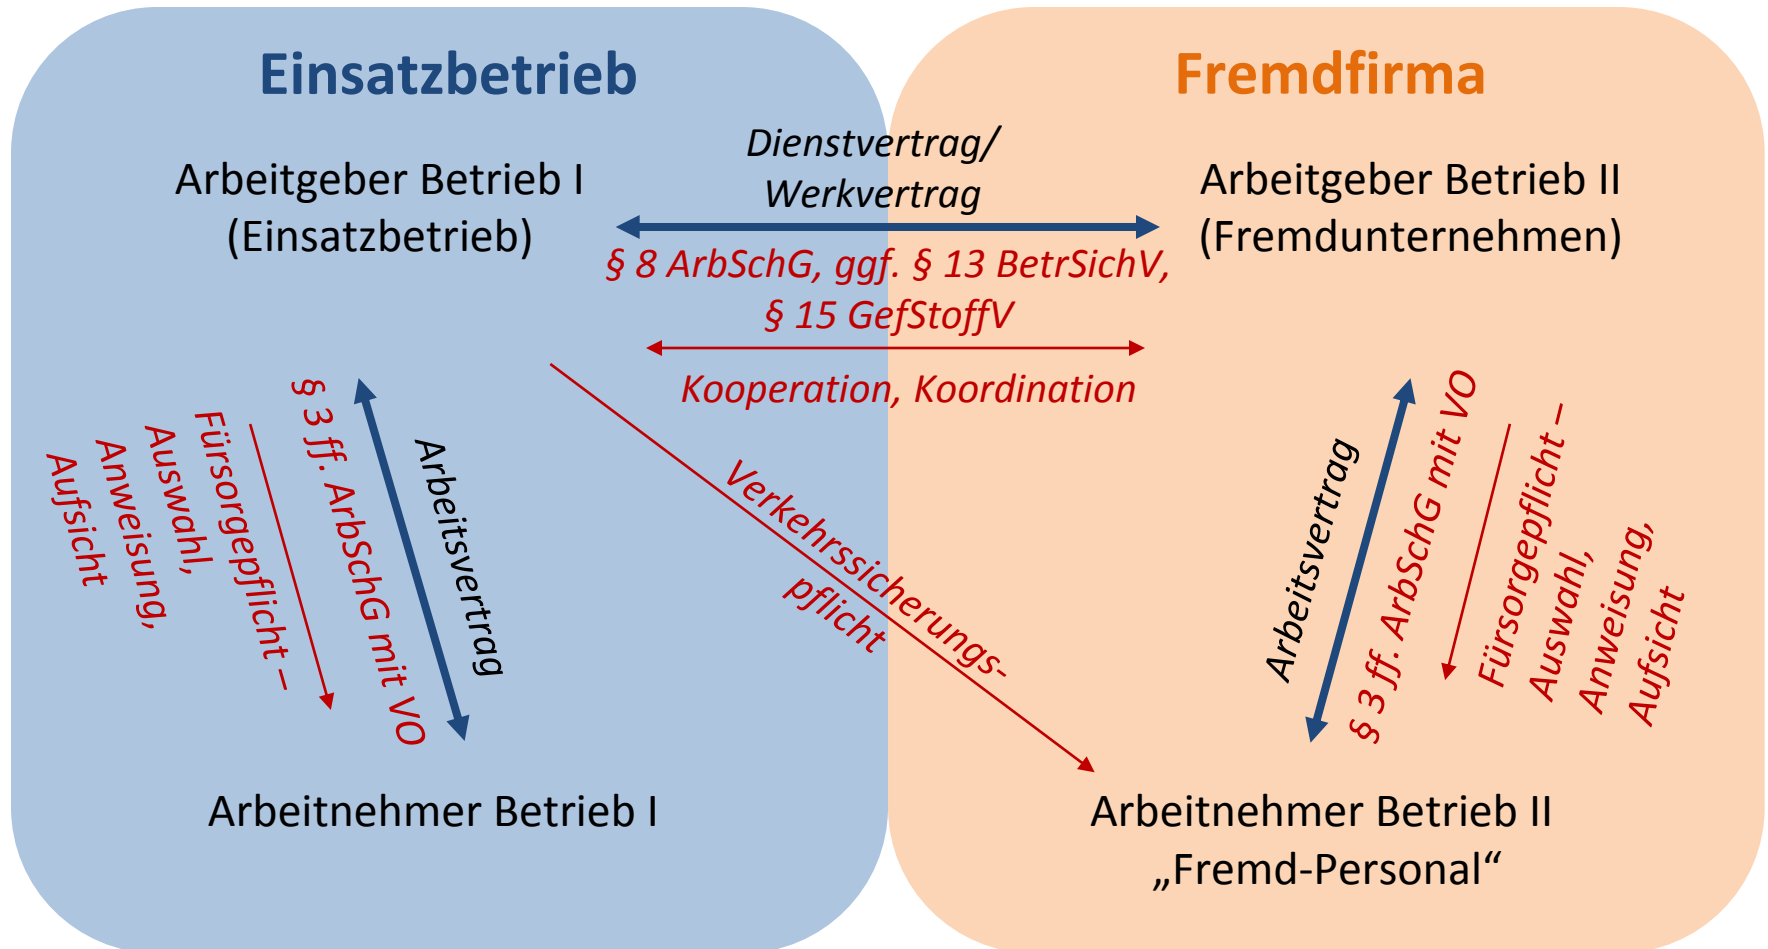 Einsatzbetrieb
Fremdfirma
Arbeitgeber Betrieb I
(Einsatzbetrieb)
Dienstvertrag/
Werkvertrag
Arbeitgeber Betrieb II
(Fremdunternehmen)
§ 8 ArbSchG, ggf. § 13 BetrSichV,
§ 15 GefStoffV
Kooperation, Koordination
Fürsorgepflicht –
Auswahl,
Anweisung,
Aufsicht
§ 3 ff. ArbSchG mit VO
Arbeitsvertrag
Verkehrssicherungs-
pflicht
Arbeitsvertrag
§ 3 ff. ArbSchG mit VO
Fürsorgepflicht –
Auswahl,
Anweisung,
Aufsicht
Arbeitnehmer Betrieb I
Arbeitnehmer Betrieb II
„Fremd-Personal“